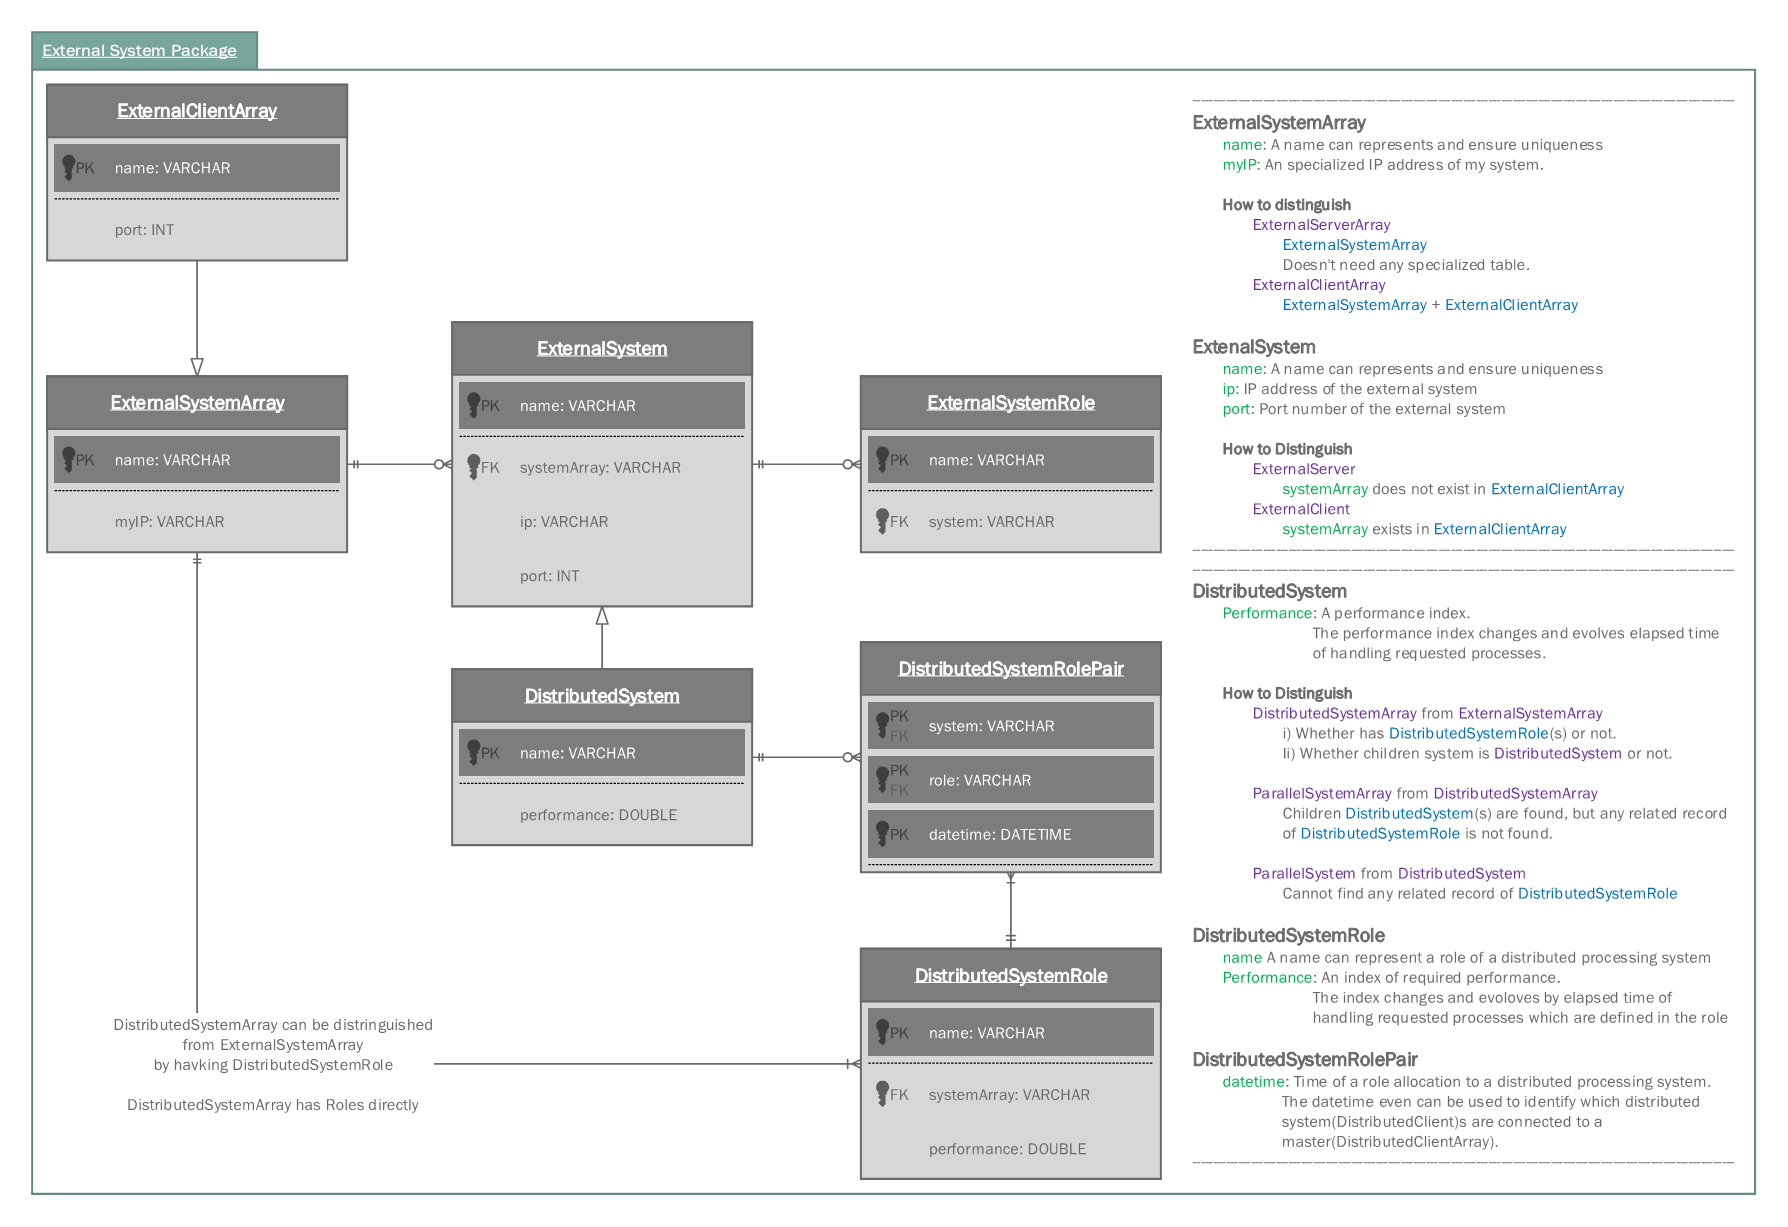 External System Package
ExternalClientArray
PK name: VARCHAR
port: INT
ExternalSystemArray
PK name: VARCHAR
myIP: VARCHAR
ExternalSystem
PK name: VARCHAR
FK systemArray: VARCHAR
ip: VARCHAR
port: INT
ExternalSystemRole
PK name: VARCHAR
FK system: VARCHAR
DistributedSystem
PK name: VARCHAR
performance: DOUBLE
DistributedSystemRolePair
PK
FK system: VARCHAR
PK
FK role: VARCHAR
PK datetime: DATETIME
DistributedSystemRole
PK name: VARCHAR
FK systemArray: VARCHAR
performance: DOUBLE
DistributedSystemArray can be distringuished
from ExternalSystemArray
by havking DistributedSystemRole
DistributedSystemArray has Roles directly
ExternalSystemArray
name: A name can represents and ensure uniqueness
myIP: An specialized IP address of my system.
How to distinguish
ExternalServerArray
ExternalSystemArray
Doesn't need any specialized table.
ExternalClientArray
ExternalSystemArray + ExternalClientArray
ExtenalSystem
name: A name can represents and ensure uniqueness
ip: IP address of the external system
port: Port number of the external system
How to Distinguish
ExternalServer
systemArray does not exist in ExternalClientArray
ExternalClient
systemArray exists in ExternalClientArray
DistributedSystem
Performance: A performance index.
The performance index changes and evolves elapsed time
of handling requested processes.
How to Distinguish
DistributedSystemArray from ExternalSystemArray
i) Whether has DistributedSystemRole(s) or not.
Ii) Whether children system is DistributedSystem or not.
ParallelSystemArray from DistributedSystemArray
Children DistributedSystem(s) are found, but any related record
of DistributedSystemRole is not found.
ParallelSystem from DistributedSystem
Cannot find any related record of DistributedSystemRole
DistributedSystemRole
name A name can represent a role of a distributed processing system
Performance: An index of required performance.
The index changes and evoloves by elapsed time of
handling requested processes which are defined in the role
DistributedSystemRolePair
datetime: Time of a role allocation to a distributed processing system.
The datetime even can be used to identify which distributed
system(DistributedClient)s are connected to a
master(DistributedClientArray).